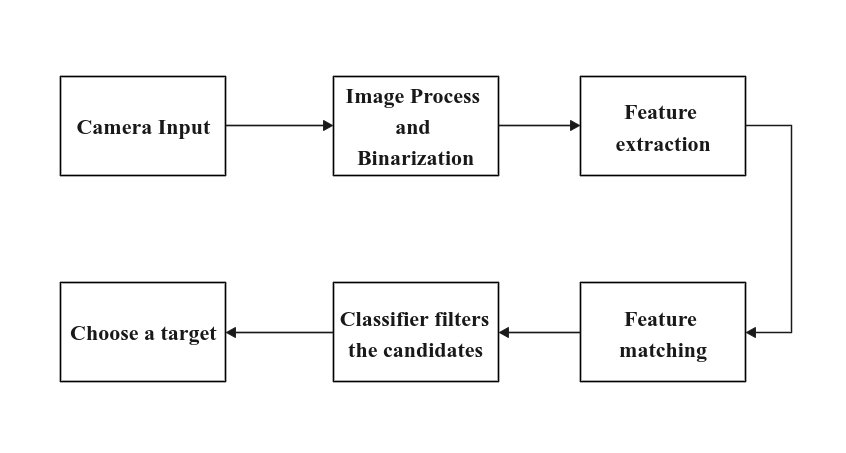 Camera Input
Image Process
and
Binarization
Feature
extraction
Feature
matching
Classifier filters
the candidates
Choose a target